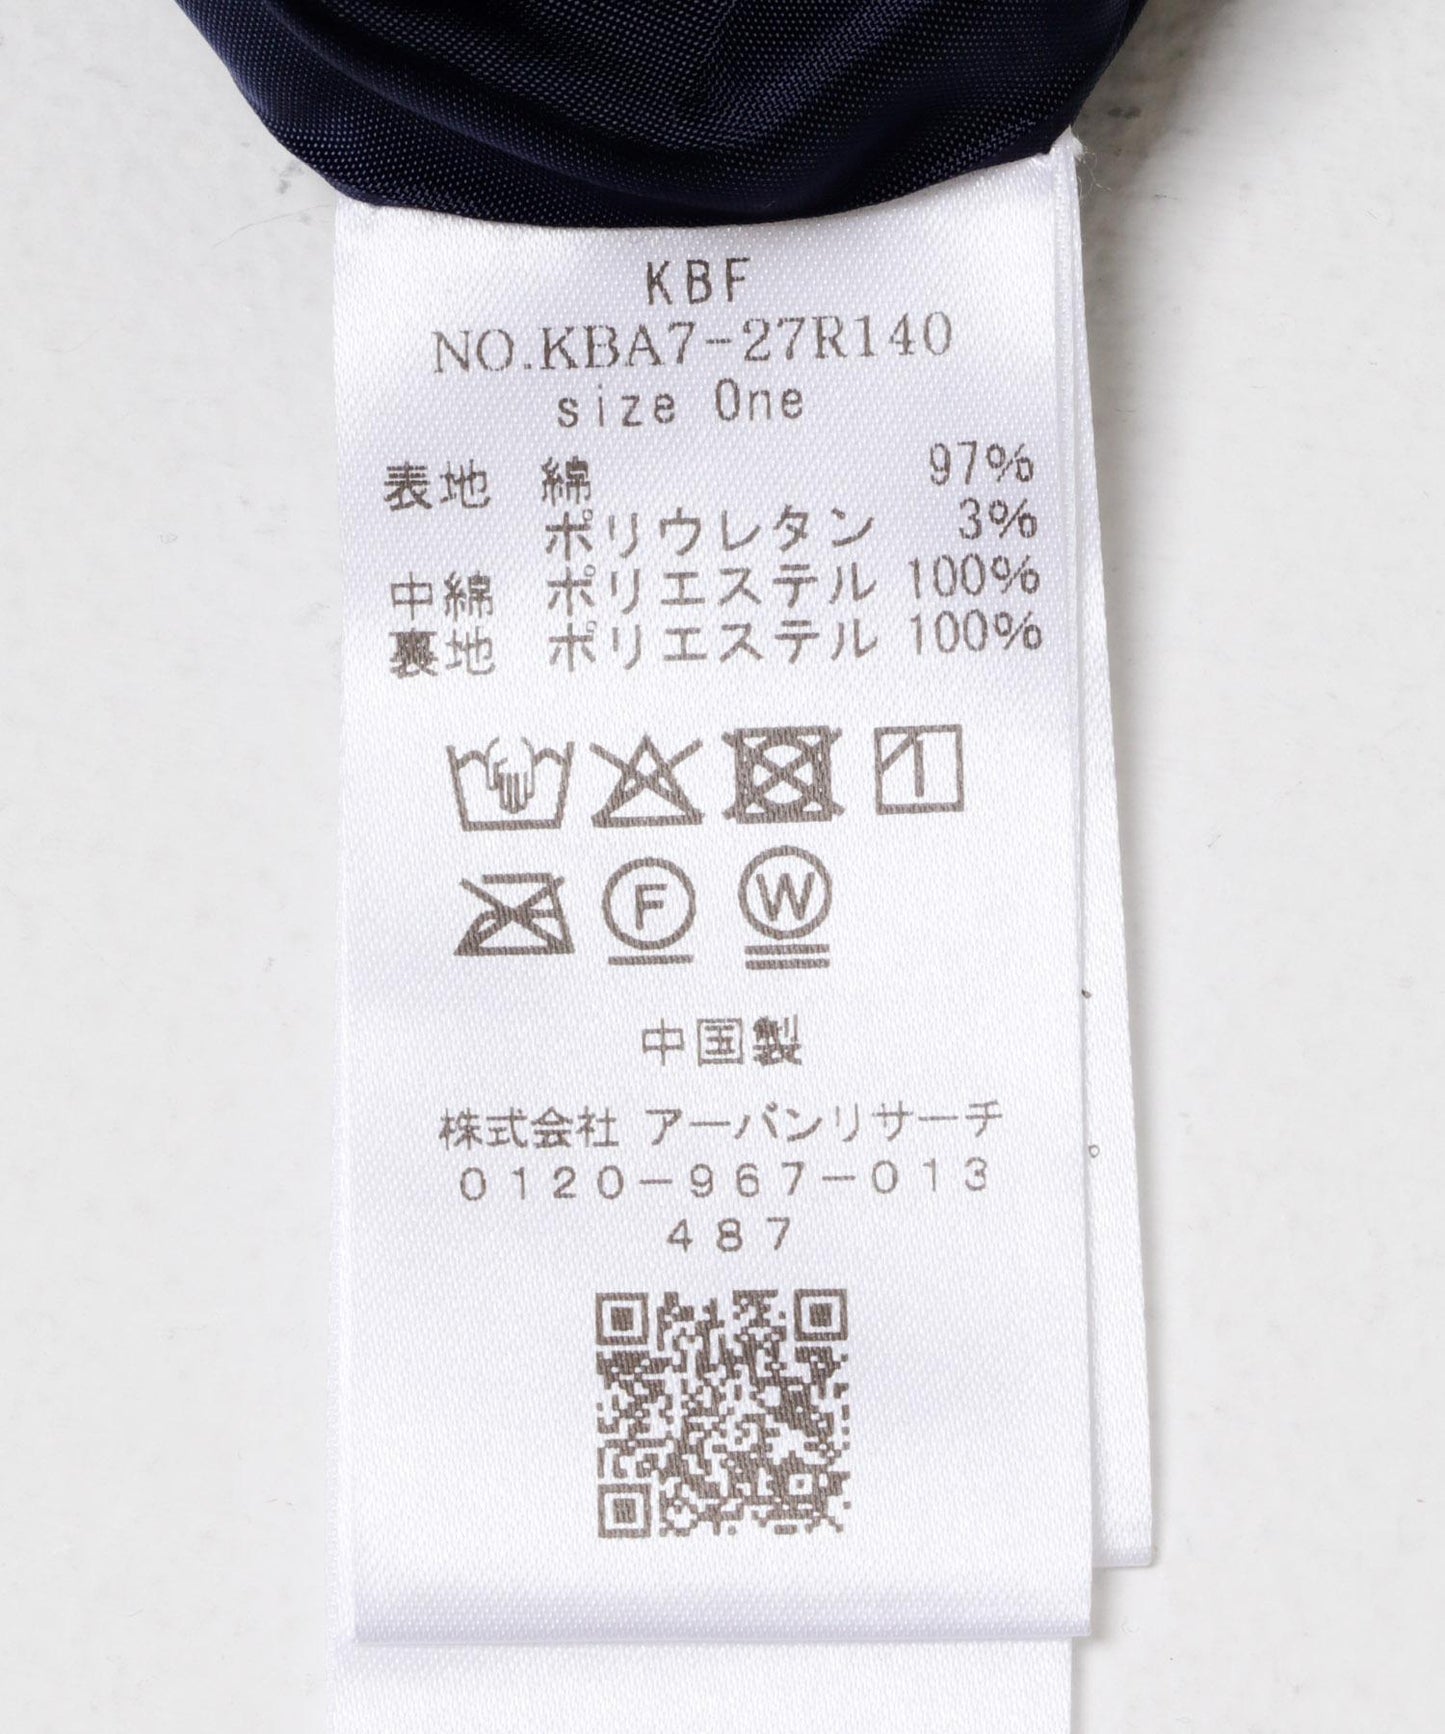 KBF
NO.KBA7-27R140
size One
表地 綿 97%
ポリウレタン 3%
中綿 ポリエステル 100%
裏地 ポリエステル 100%
F W
中国製
株式会社 アーバンリサーチ
0120-967-013
487